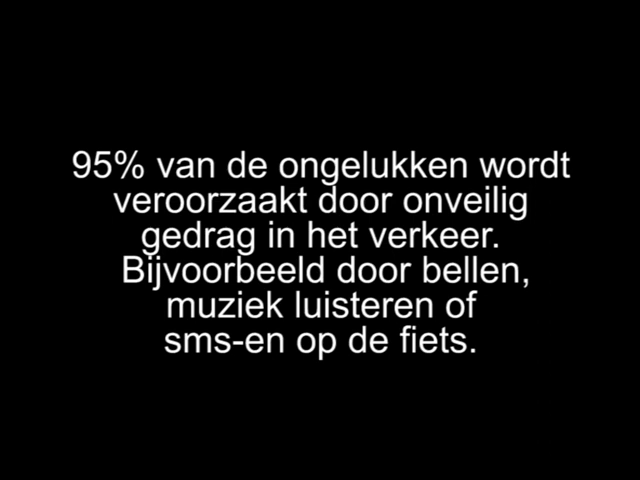 95% van de ongelukken wordt
veroorzaakt door onveilig
gedrag in het verkeer.
Bijvoorbeeld door bellen,
muziek luisteren of
sms-en op de fiets.